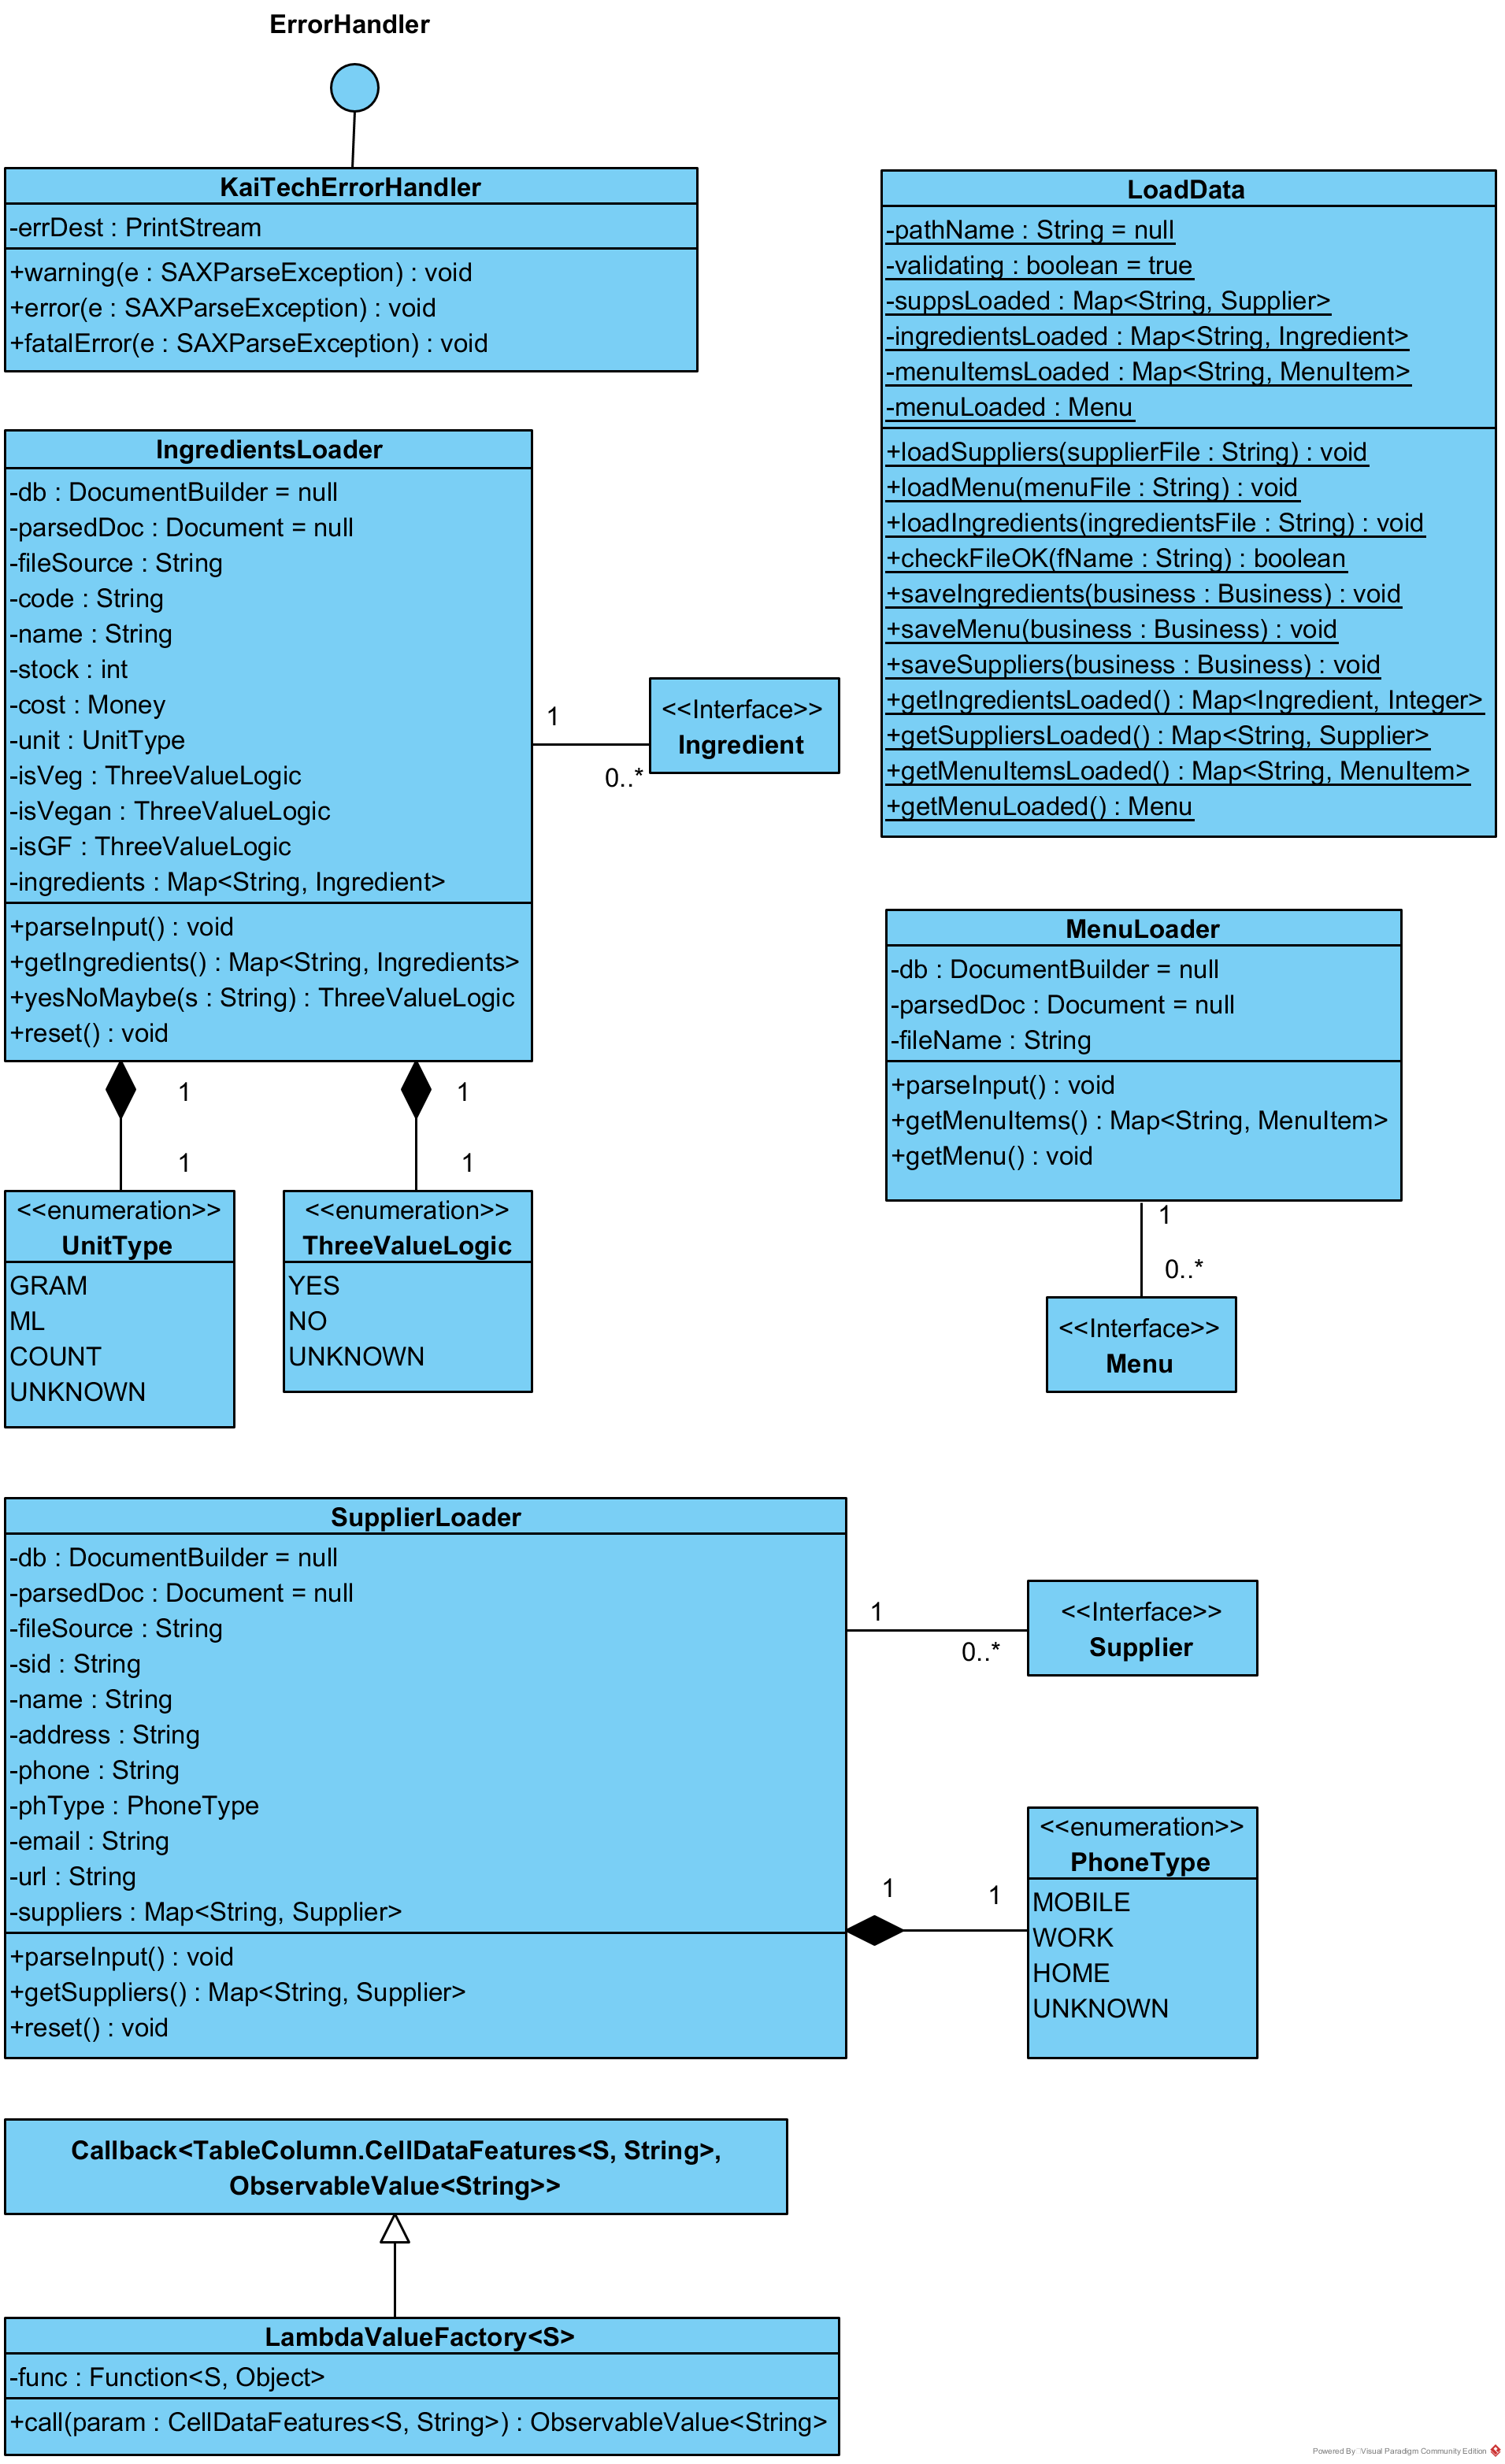 ErrorHandler
KaiTechErrorHandler
-errDest : PrintStream
+warning(e : SAXParseException) : void
+error(e : SAXParseException) : void
+fatalError(e : SAXParseException) : void
LoadData
-pathName : String = null
-validating : boolean = true
-suppsLoaded : Map<String, Supplier>
-ingredientsLoaded : Map<String, Ingredient>
-menuItemsLoaded : Map<String, MenuItem>
-menuLoaded : Menu
+loadSuppliers(supplierFile : String) : void
+loadMenu(menuFile : String) : void
+loadIngredients(ingredientsFile : String) : void
+checkFileOK(fName : String) : boolean
+saveIngredients(business : Business) : void
+saveMenu(business : Business) : void
+saveSuppliers(business : Business) : void
+getIngredientsLoaded() : Map<Ingredient, Integer>
+getSuppliersLoaded() : Map<String, Supplier>
+getMenuItemsLoaded() : Map<String, MenuItem>
+getMenuLoaded() : Menu
IngredientsLoader
-db : DocumentBuilder = null
-parsedDoc : Document = null
-fileSource : String
-code : String
-name : String
-stock : int
-cost : Money
-unit : UnitType
-isVeg : ThreeValueLogic
-isVegan : ThreeValueLogic
-isGF : ThreeValueLogic
-ingredients : Map<String, Ingredient>
+parseInput() : void
+getIngredients() : Map<String, Ingredients>
+yesNoMaybe(s : String) : ThreeValueLogic
+reset() : void
1
0..*
<<Interface>>
Ingredient
1
1
1
1
<<enumeration>>
UnitType
GRAM
ML
COUNT
UNKNOWN
<<enumeration>>
ThreeValueLogic
YES
NO
UNKNOWN
MenuLoader
-db : DocumentBuilder = null
-parsedDoc : Document = null
-fileName : String
+parseInput() : void
+getMenuItems() : Map<String, MenuItem>
+getMenu() : void
1
0..*
<<Interface>>
Menu
SupplierLoader
-db : DocumentBuilder = null
-parsedDoc : Document = null
-fileSource : String
-sid : String
-name : String
-address : String
-phone : String
-phType : PhoneType
-email : String
-url : String
-suppliers : Map<String, Supplier>
+parseInput() : void
+getSuppliers() : Map<String, Supplier>
+reset() : void
1
0..*
<<Interface>>
Supplier
1
1
<<enumeration>>
PhoneType
MOBILE
WORK
HOME
UNKNOWN
Callback<TableColumn.CellDataFeatures<S, String>,
ObservableValue<String>>
LambdaValueFactory<S>
-func : Function<S, Object>
+call(param : CellDataFeatures<S, String>) : ObservableValue<String>
Powered By Visual Paradigm Community Edition